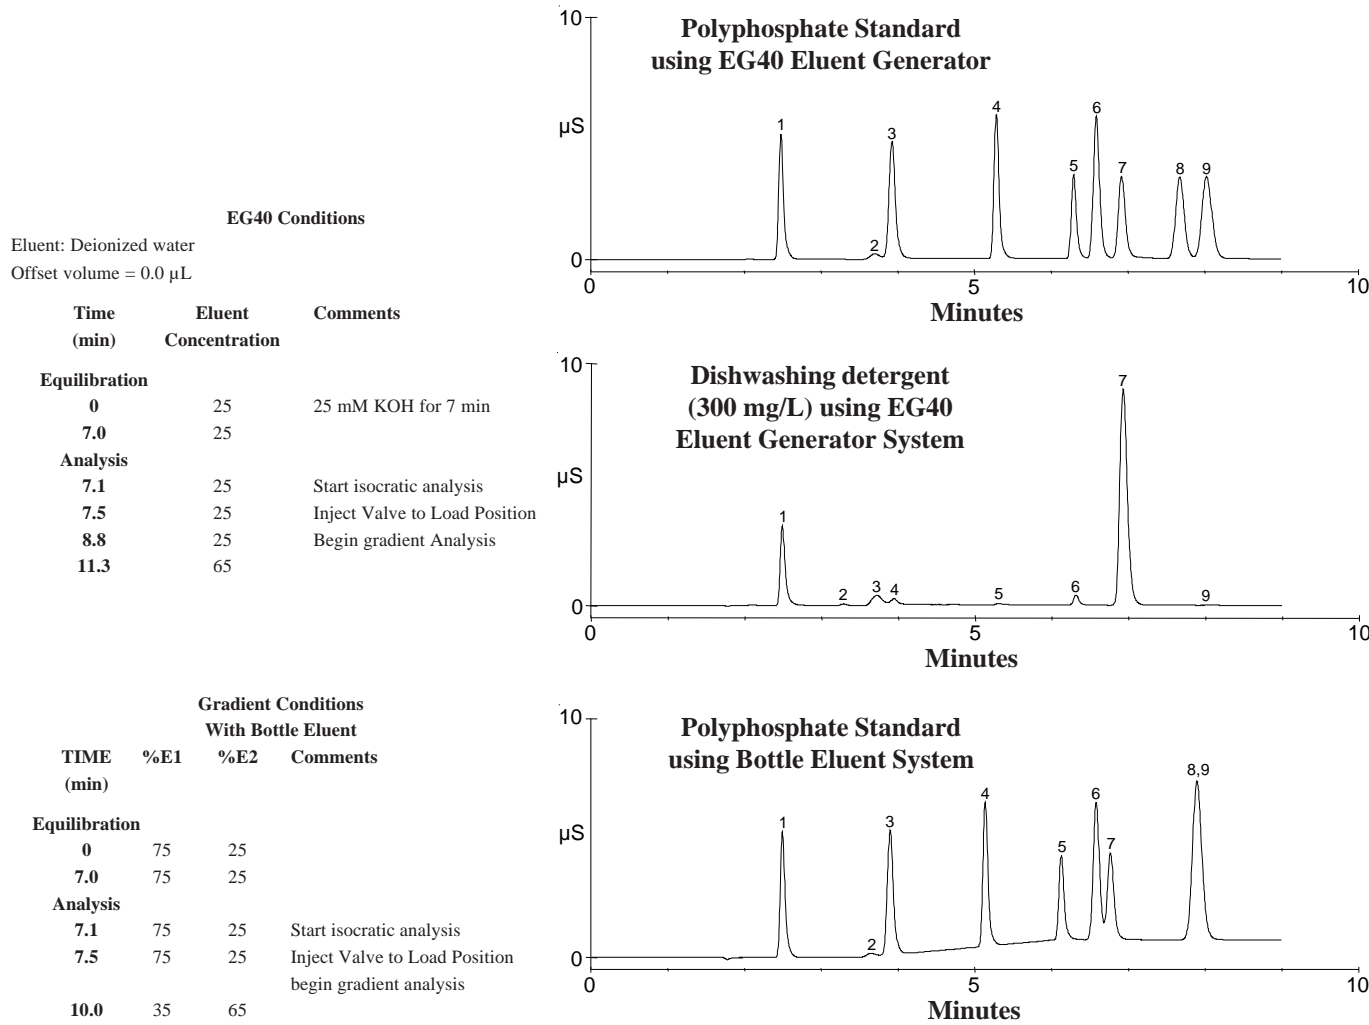 EG40 Conditions
Eluent: Deionized water
Offset volume = 0.0 µL
Time Eluent Comments
(min) Concentration
Equilibration
0 25 25 mM KOH for 7 min
7.0 25
Analysis
7.1 25 Start isocratic analysis
7.5 25 Inject Valve to Load Position
8.8 25 Begin gradient Analysis
11.3 65
Gradient Conditions
With Bottle Eluent
TIME %E1 %E2 Comments
(min)
Equilibration
0 75 25
7.0 75 25
Analysis
7.1 75 25 Start isocratic analysis
7.5 75 25 Inject Valve to Load Position
begin gradient analysis
10.0 35 65
Polyphosphate Standard
using EG40 Eluent Generator
10
µS
0
1 2 3 4 5 6 7 8 9
0 5 10
Minutes
Dishwashing detergent
(300 mg/L) using EG40
Eluent Generator System
10
µS
0
1 2 3 4 5 6 7 9
0 5 10
Minutes
Polyphosphate Standard
using Bottle Eluent System
10
µS
0
1 2 3 4 5 6 7 8,9
0 5 10
Minutes